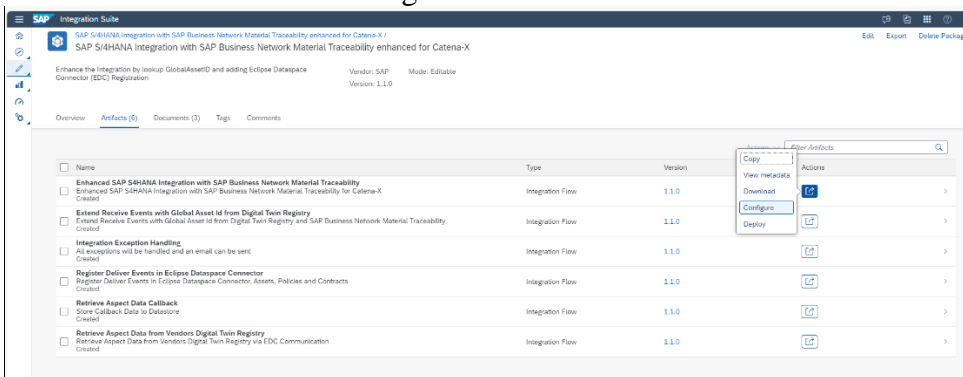 SAP Integration Suite
SAP S/4HANA Integration with SAP Business Network Material Traceability enhanced for Catena-X /
SAP S/4HANA Integration with SAP Business Network Material Traceability enhanced for Catena-X
Edit Export Delete Packag
Enhance the Integration by lookup GlobalAssetID and adding Eclipse Dataspace
Connector (EDC) Registration
Vendor: SAP Mode: Editable
Version: 1.1.0
Overview Artifacts (6) Documents (3) Tags Comments
Filter Artifacts
Name Type Version Actions
Copy
View metadata
Download
Configure
Deploy
Enhanced SAP S4HANA Integration with SAP Business Network Material Traceability
Enhanced SAP S4HANA Integration with SAP Business Network Material Traceability for Catena-X
Created
Integration Flow 1.1.0
Extend Receive Events with Global Asset Id from Digital Twin Registry
Extend Receive Events with Global Asset Id from Digital Twin Registry and SAP Business Network Material Traceability
Created
Integration Flow 1.1.0
Integration Exception Handling
All exceptions will be handled and an email can be sent
Created
Integration Flow 1.1.0
Register Deliver Events in Eclipse Dataspace Connector
Register Deliver Events in Eclipse Dataspace Connector, Assets, Policies and Contracts
Created
Integration Flow 1.1.0
Retrieve Aspect Data Callback
Store Callback Data to Datastore
Created
Integration Flow 1.1.0
Retrieve Aspect Data from Vendors Digital Twin Registry
Retrieve Aspect Data from Vendors Digital Twin Registry via EDC Communication
Created
Integration Flow 1.1.0